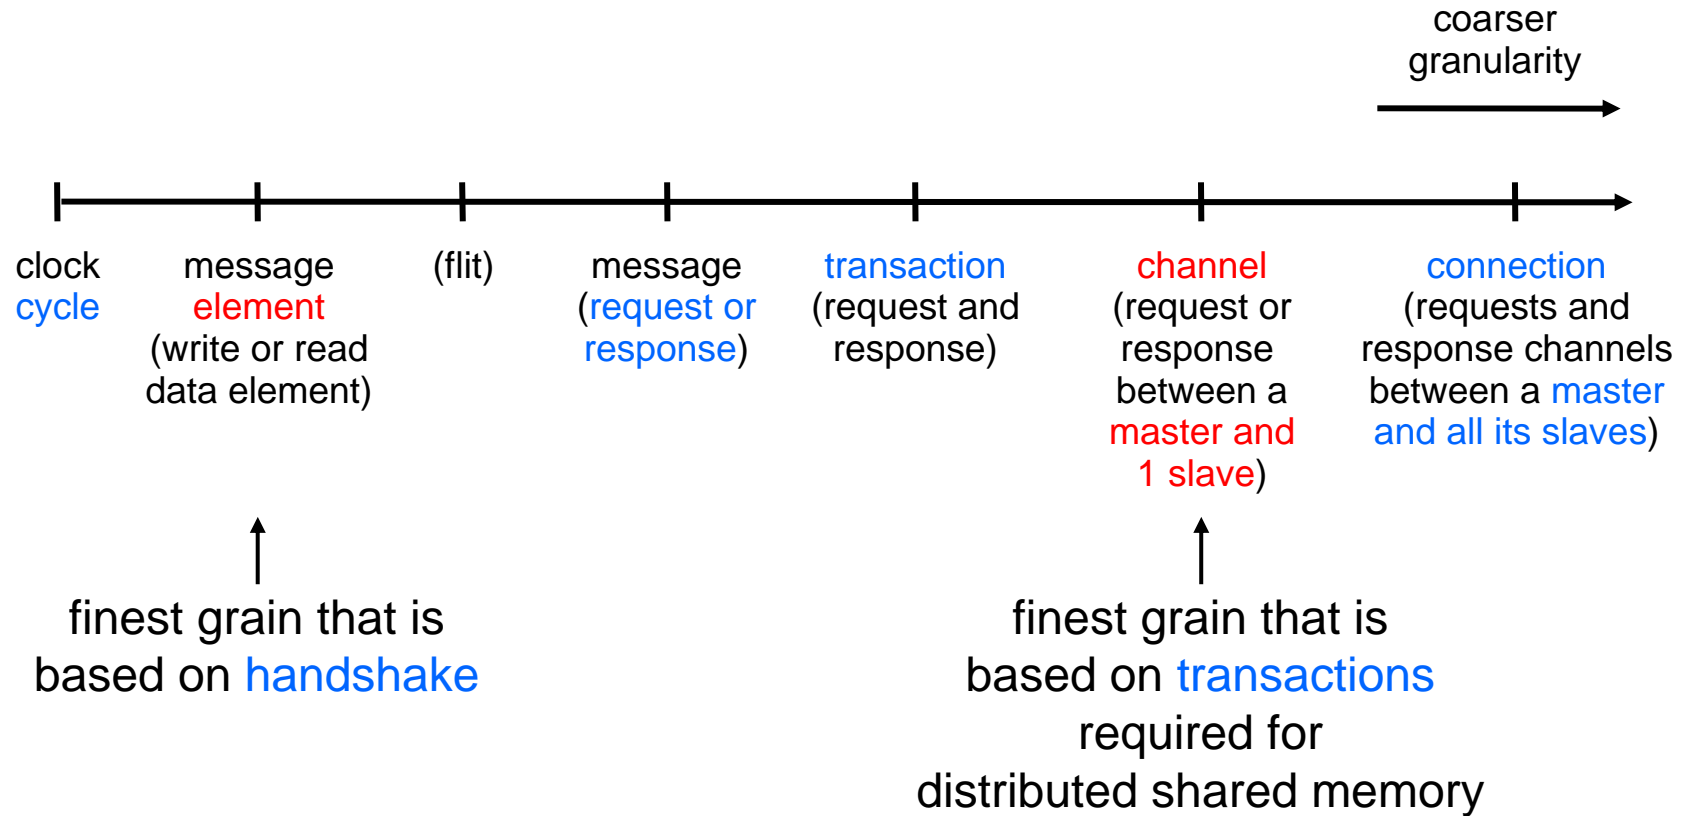 coarser
granularity
clock
cycle
message
element
(write or read
data element)
(flit)
message
(request or
response)
transaction
(request and
response)
channel
(request or
response
between a
master and
1 slave)
connection
(requests and
response channels
between a master
and all its slaves)
finest grain that is
based on handshake
finest grain that is
based on transactions
required for
distributed shared memory